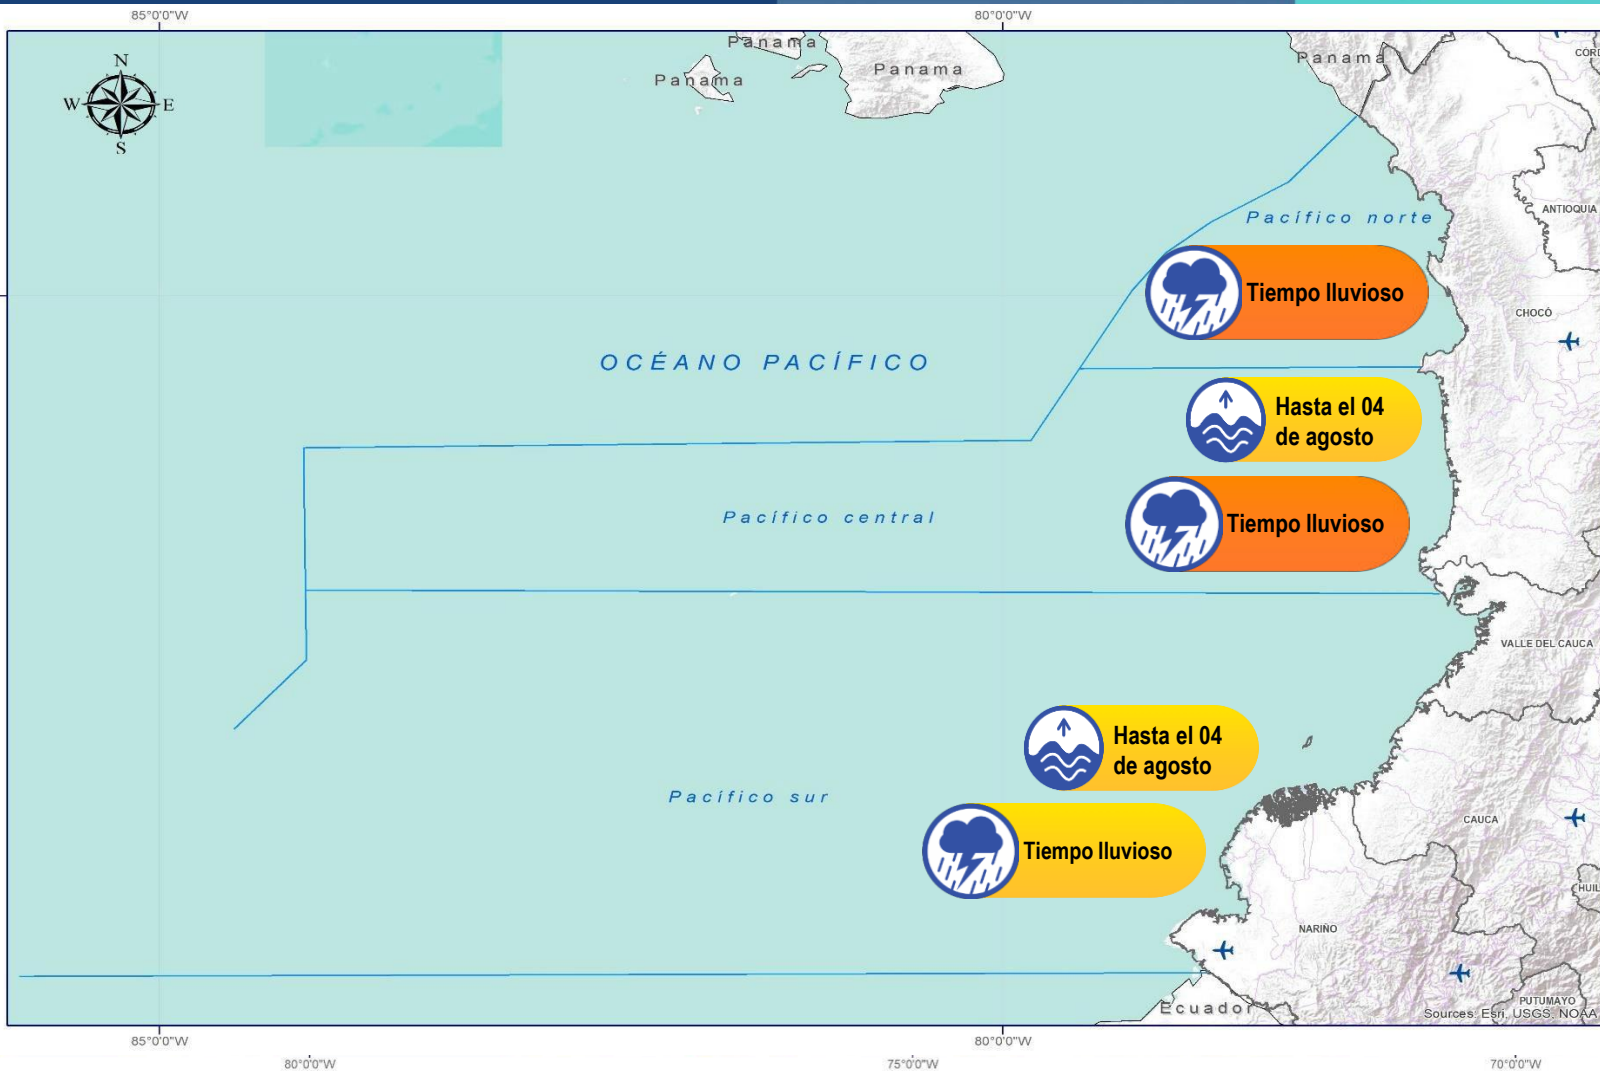 85°0'0"W
80°0'0"W
N
W
E
S
Panama
Panama
Panama
Panama
Pacífico norte
ANTIOQUIA
Tiempo lluvioso
CHOCÓ
OCÉANO PACÍFICO
Hasta el 04
de agosto
Pacífico central
Tiempo lluvioso
VALLE DEL CAUCA
Hasta el 04
de agosto
Pacífico sur
CAUCA
Tiempo lluvioso
HUIL
NARIÑO
PUTUMAYO
Ecuador
Sources: Esri, USGS, NOAA
85°0'0"W
80°0'0"W
80°0'0"W
75°0'0"W
70°0'0"W